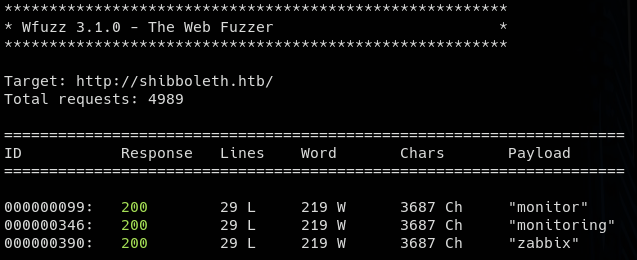 ********************************************************
* Wfuzz 3.1.0 - The Web Fuzzer                         *
********************************************************
Target: http://shibboleth.htb/
Total requests: 4989
=====================================================================
ID           Response   Lines    Word       Chars       Payload
=====================================================================
000000099:   200        29 L     219 W      3687 Ch     "monitor"
000000346:   200        29 L     219 W      3687 Ch     "monitoring"
000000390:   200        29 L     219 W      3687 Ch     "zabbix"